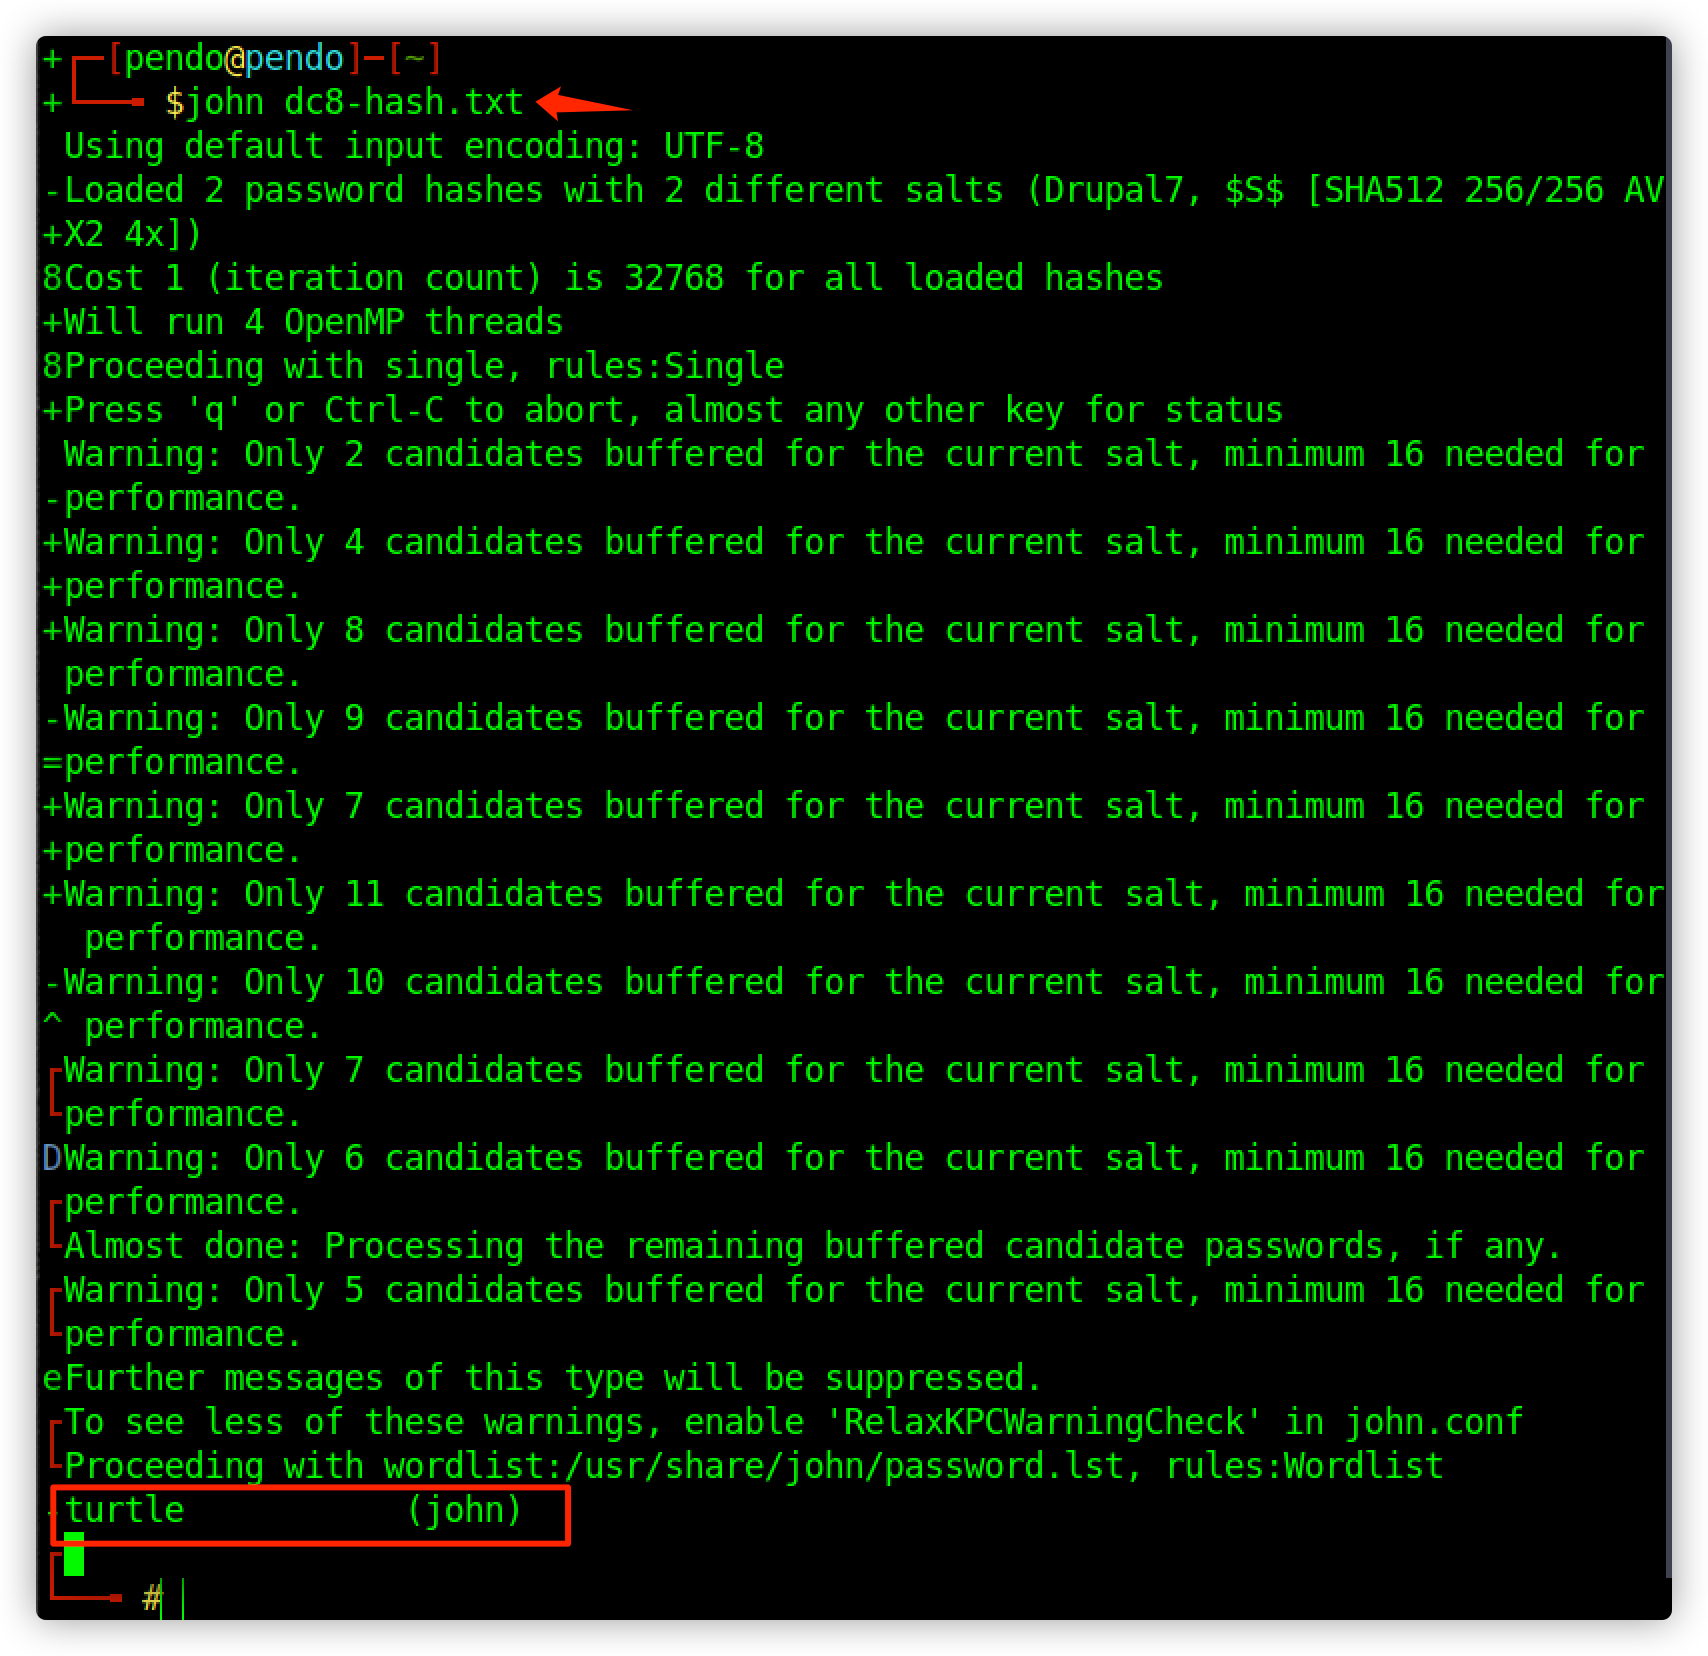 +┌─[pendo@pendo]─[~]
+└──╼ $john dc8-hash.txt
Using default input encoding: UTF-8
-Loaded 2 password hashes with 2 different salts (Drupal7, $S$ [SHA512 256/256 AV
+X2 4x])
8Cost 1 (iteration count) is 32768 for all loaded hashes
+Will run 4 OpenMP threads
8Proceeding with single, rules:Single
+Press 'q' or Ctrl-C to abort, almost any other key for status
Warning: Only 2 candidates buffered for the current salt, minimum 16 needed for
-performance.
+Warning: Only 4 candidates buffered for the current salt, minimum 16 needed for
+performance.
+Warning: Only 8 candidates buffered for the current salt, minimum 16 needed for
performance.
-Warning: Only 9 candidates buffered for the current salt, minimum 16 needed for
=performance.
+Warning: Only 7 candidates buffered for the current salt, minimum 16 needed for
+performance.
+Warning: Only 11 candidates buffered for the current salt, minimum 16 needed for
performance.
-Warning: Only 10 candidates buffered for the current salt, minimum 16 needed for
^ performance.
┌Warning: Only 7 candidates buffered for the current salt, minimum 16 needed for
└performance.
DWarning: Only 6 candidates buffered for the current salt, minimum 16 needed for
┌performance.
└Almost done: Processing the remaining buffered candidate passwords, if any.
┌Warning: Only 5 candidates buffered for the current salt, minimum 16 needed for
└performance.
eFurther messages of this type will be suppressed.
┌To see less of these warnings, enable 'RelaxKPCWarningCheck' in john.conf
└Proceeding with wordlist:/usr/share/john/password.lst, rules:Wordlist
turtle           (john)
└──╼ #